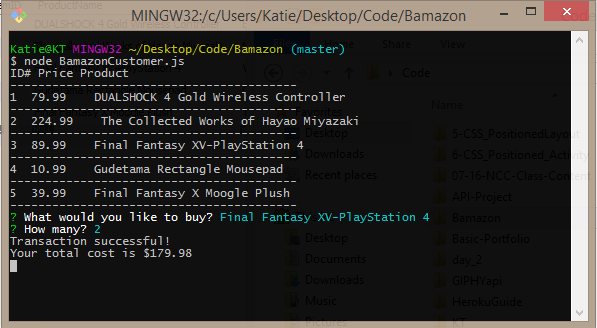 ProductName
DUALSHOCK 4 Gold Wireless Controller
MINGW32:/c/Users/Katie/Desktop/Code/Bamazon
Katie@KT MINGW32 ~/Desktop/Code/Bamazon (master)
$ node BamazonCustomer.js
ID# Price Product
----------------------------------------
1 79.99 DUALSHOCK 4 Gold Wireless Controller
----------------------------------------
2 224.99 The Collected Works of Hayao Miyazaki
----------------------------------------
3 89.99 Final Fantasy XV-PlayStation 4
----------------------------------------
4 10.99 Gudetama Rectangle Mousepad
----------------------------------------
5 39.99 Final Fantasy X Moogle Plush
----------------------------------------
? What would you like to buy? Final Fantasy XV-PlayStation 4
? How many? 2
Transaction successful!
Your total cost is $179.98
Code
Code
Desktop
Downloads
Recent places
Desktop
Documents
Downloads
Music
Pictures
5-CSS_PositionedLayout
6-CSS_Positioned_Activity
07-16-NCC-Class-Content
API-Project
Bamazon
Basic-Portfolio
day_2
GIPHYapi
HerokuGuide
KT